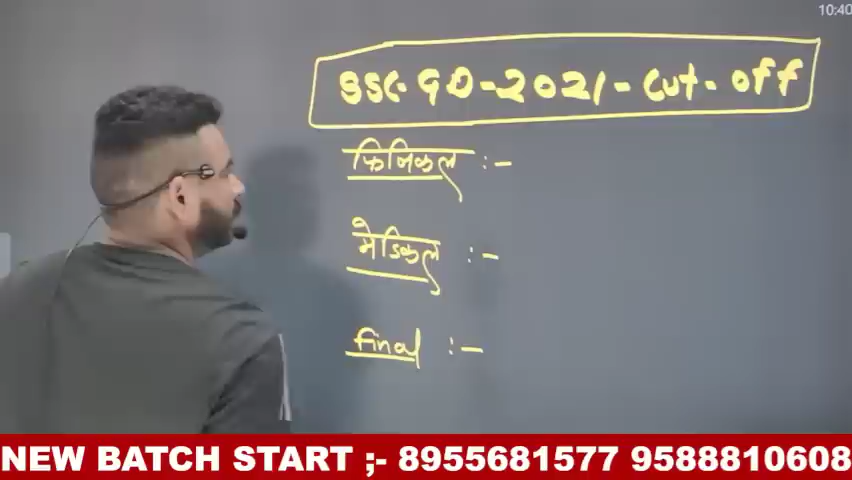 10:40
SSC-GD-2021-Cut-off
फिजिकल :-
मेडिकल :-
Final :-
NEW BATCH START ;- 8955681577 9588810608